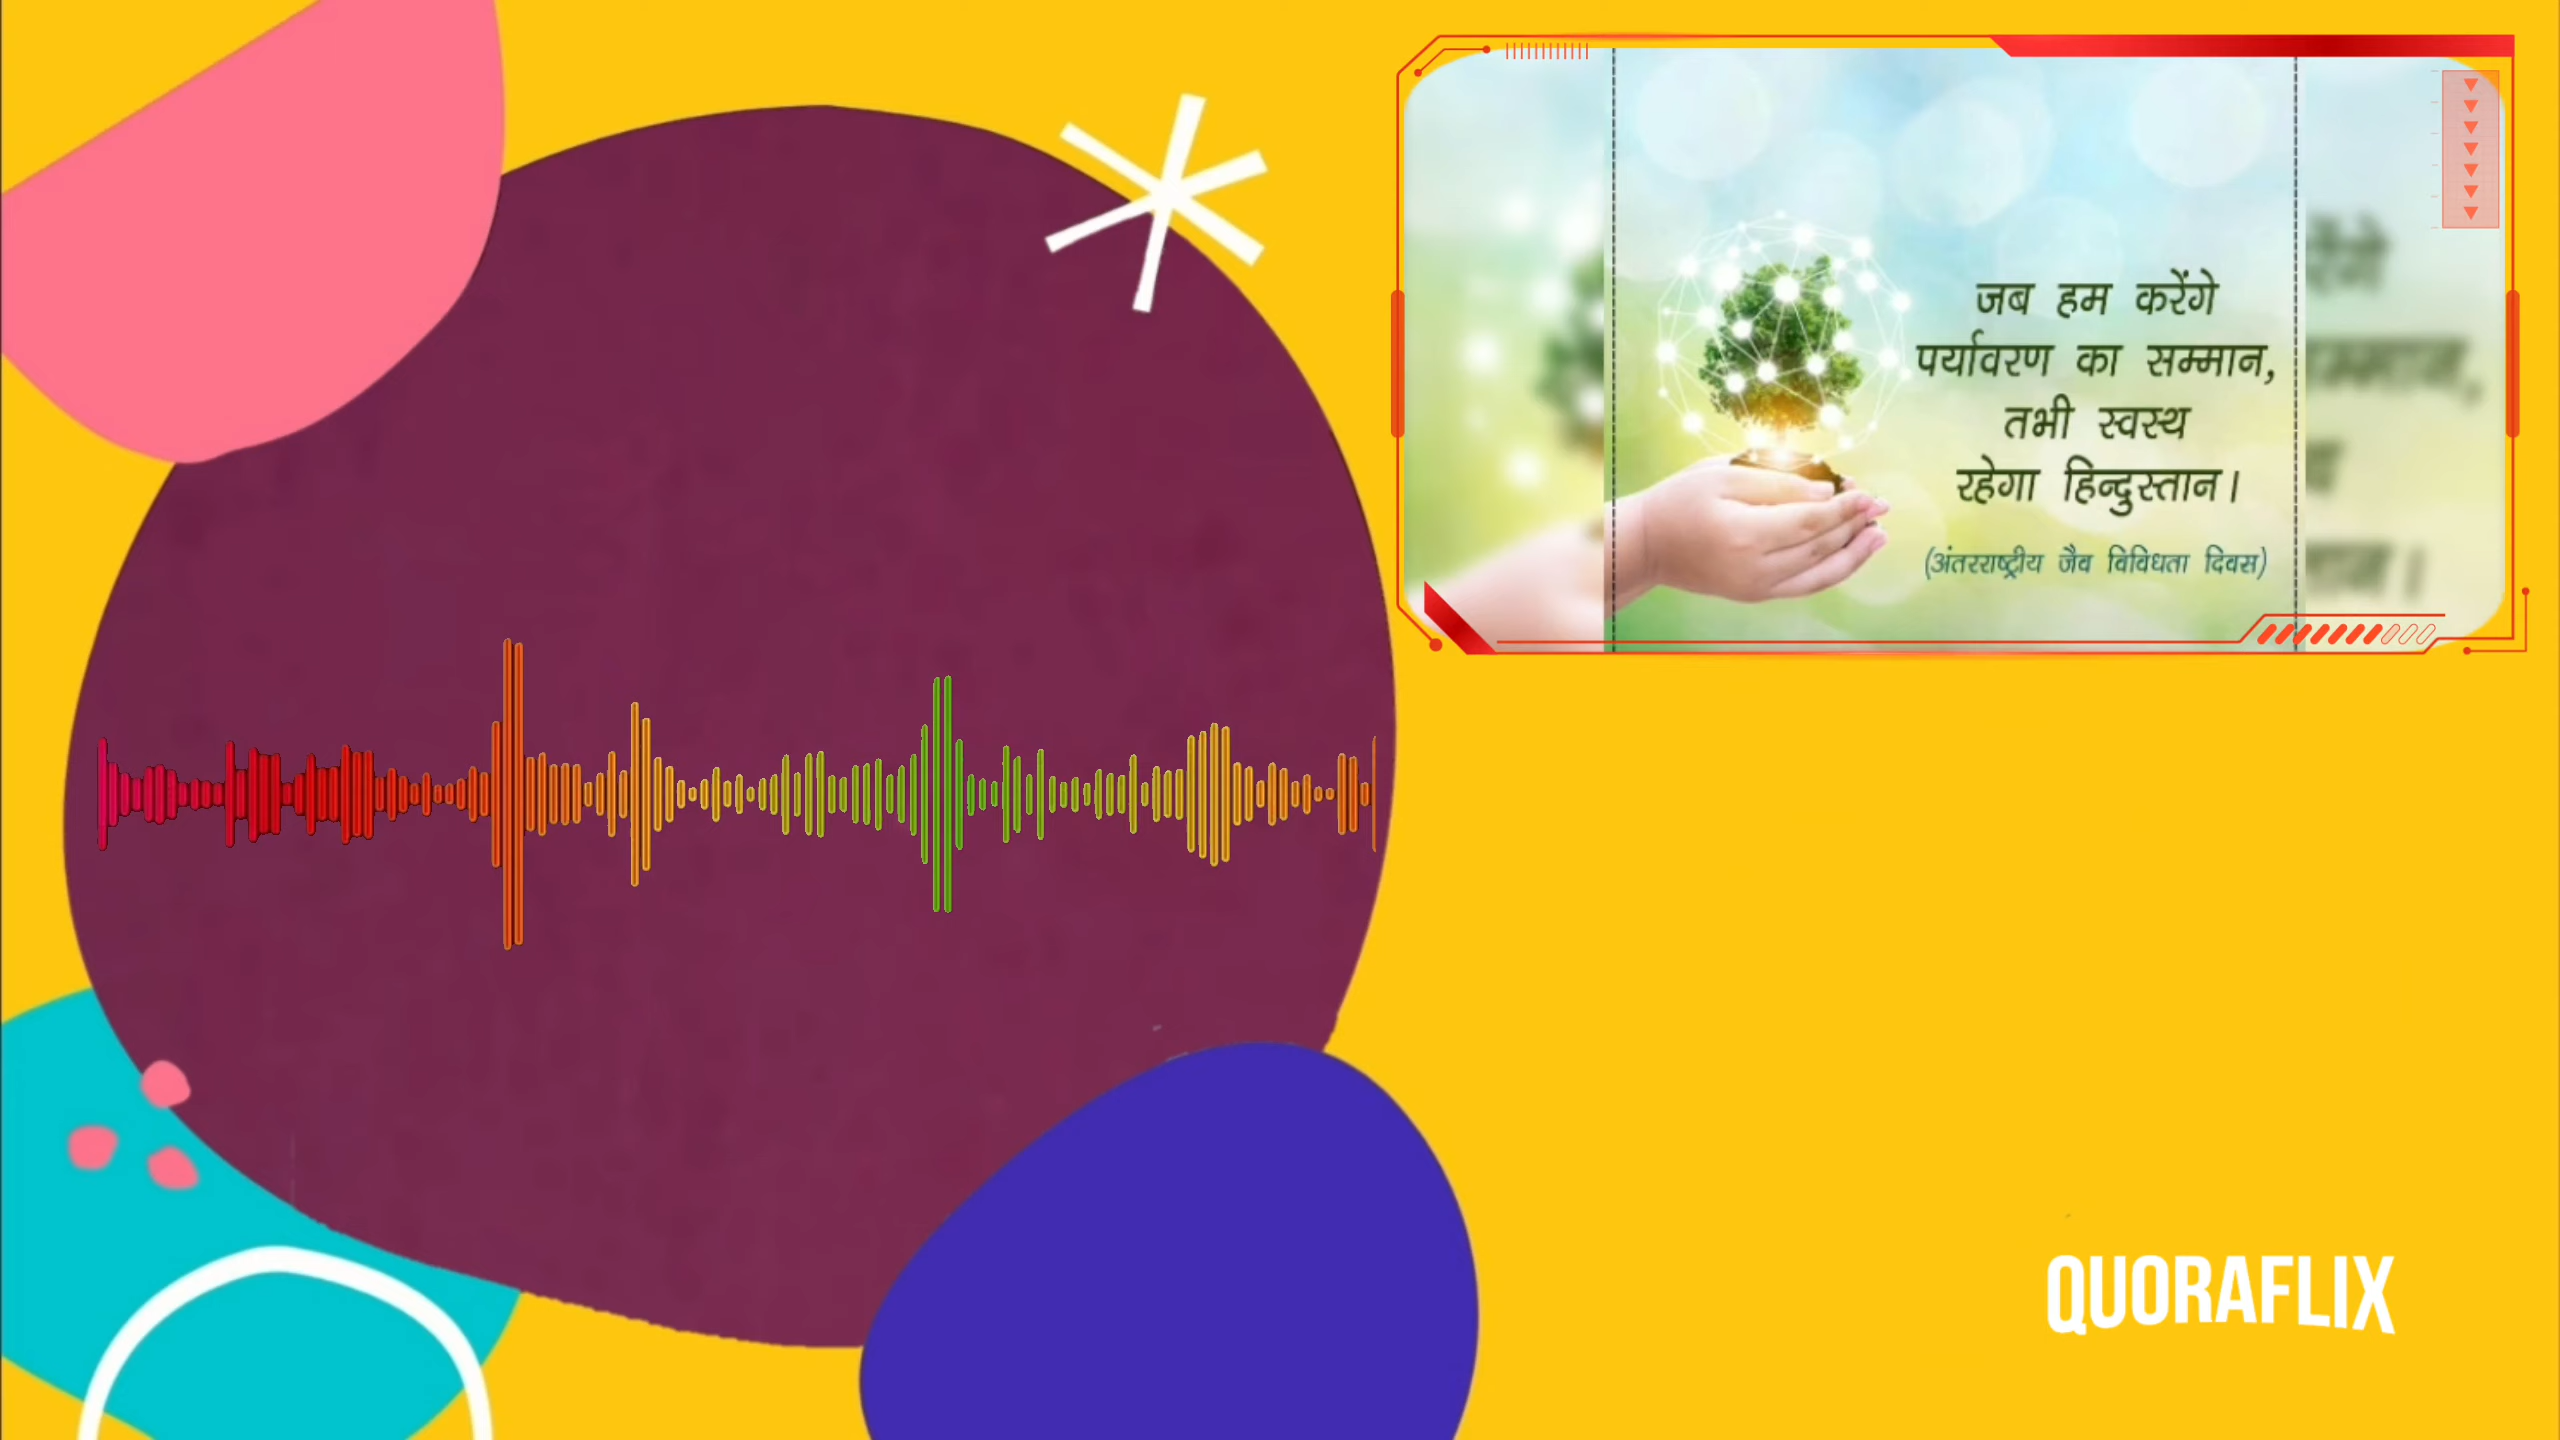 जब हम करेंगे
पर्यावरण का सम्मान,
तभी स्वस्थ
रहेगा हिन्दुस्तान।
(अंतरराष्ट्रीय जैव विविधता दिवस)
QUORAFLIX